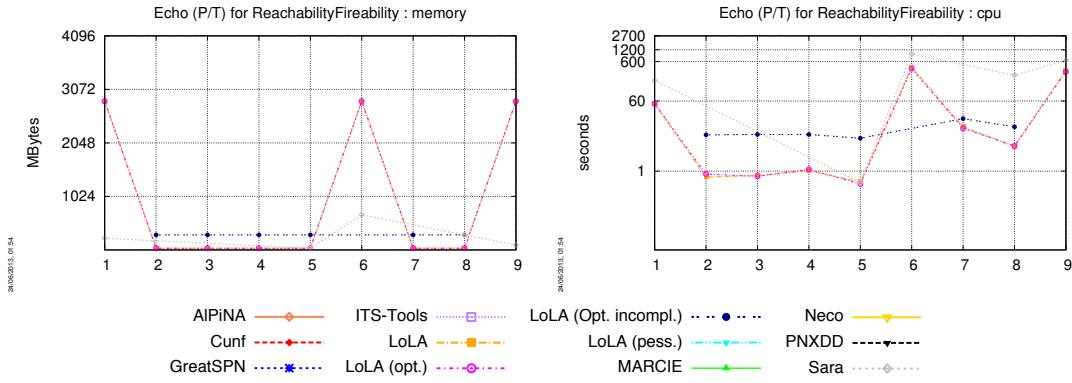 Echo (P/T) for ReachabilityFireability : memory
4096
3072
2048
1024
MBytes
1 2 3 4 5 6 7 8 9
24/06/2013, 01:54
Echo (P/T) for ReachabilityFireability : cpu
2700
1200
600
60
1
seconds
1 2 3 4 5 6 7 8 9
24/06/2013, 01:54
AlPiNA ITS-Tools LoLA (Opt. incompl.) Neco
Cunf LoLA LoLA (pess.) PNXDD
GreatSPN LoLA (opt.) MARCIE Sara